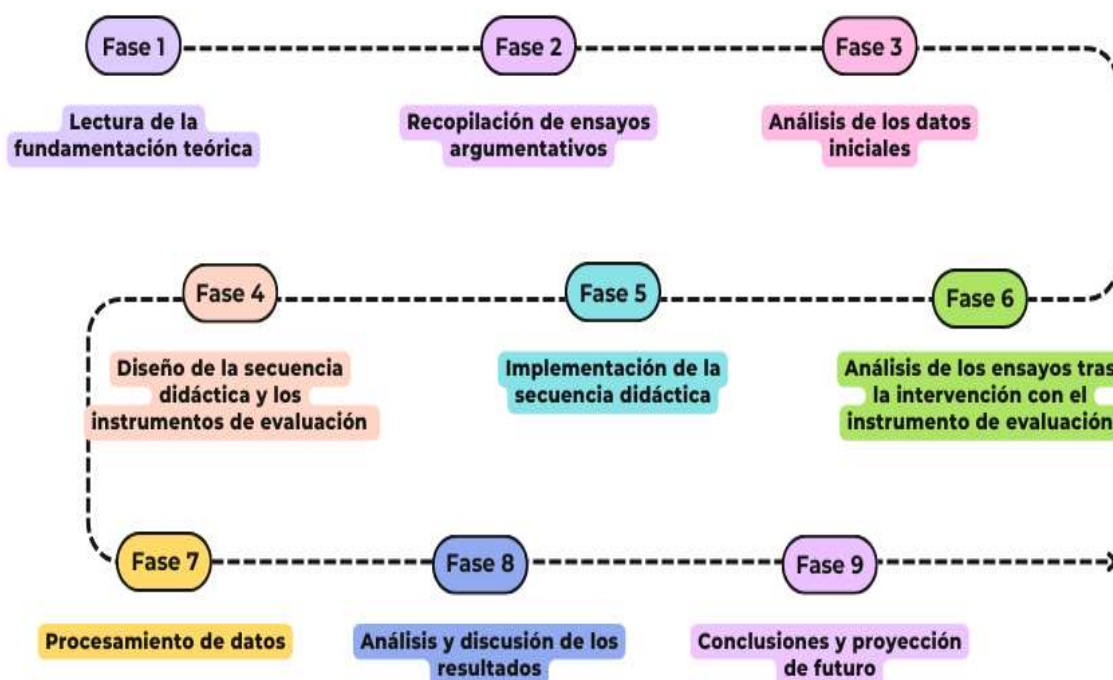 Fase 1
Fase 2
Fase 3
Lectura de la
fundamentación teórica
Recopilación de ensayos
argumentativos
Análisis de los datos
iniciales
Fase 4
Fase 5
Fase 6
Diseño de la secuencia
didáctica y los
instrumentos de evaluación
Implementación de la
secuencia didáctica
Análisis de los ensayos tras
la intervención con el
instrumento de evaluación
Fase 7
Fase 8
Fase 9
Procesamiento de datos
Análisis y discusión de los
resultados
Conclusiones y proyección
de futuro